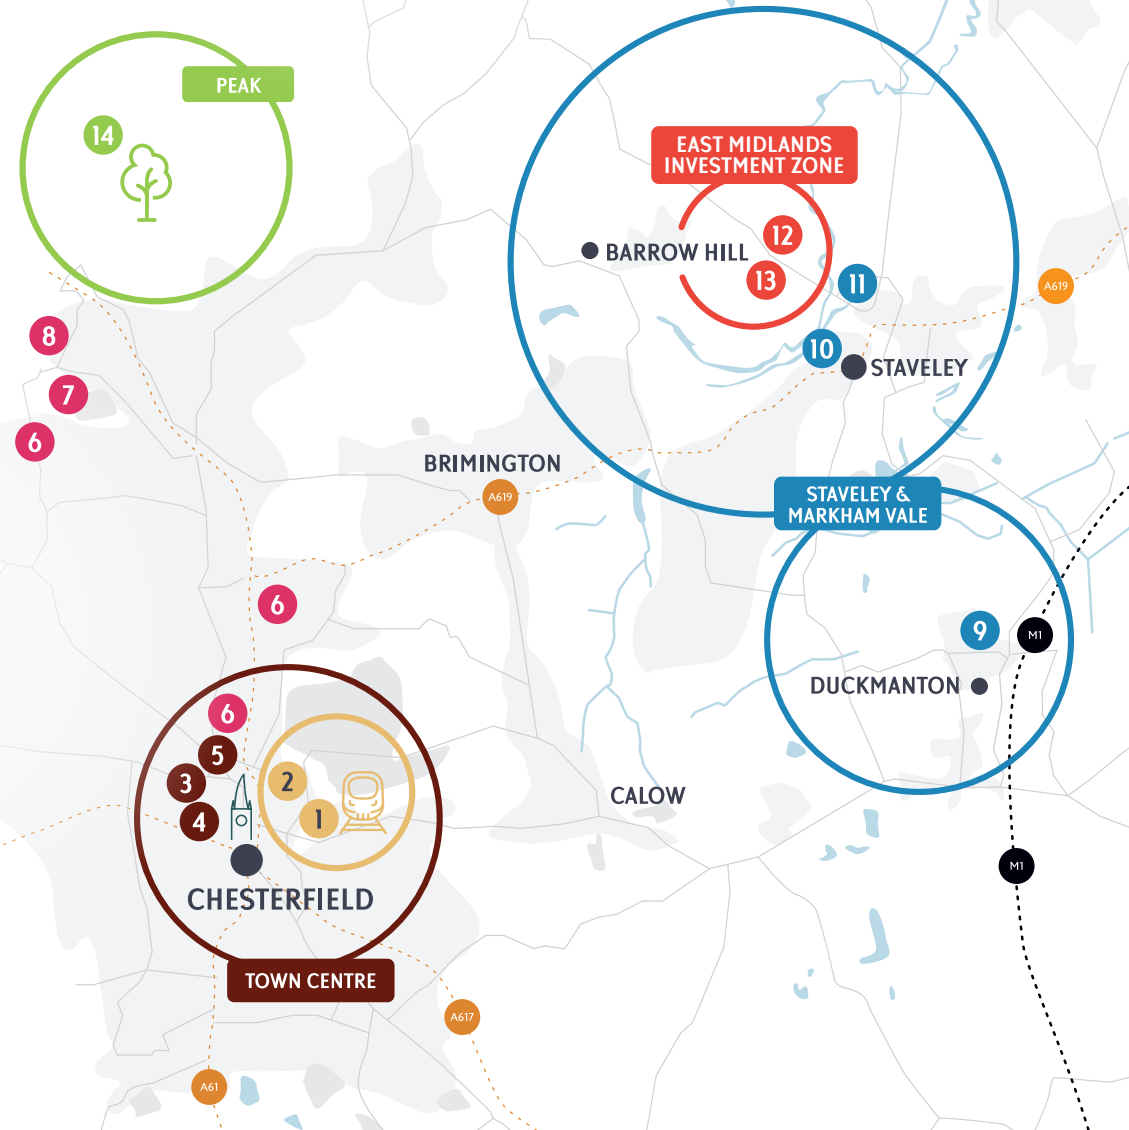 PEAK
14
EAST MIDLANDS
INVESTMENT ZONE
12
BARROW HILL
13
11
A619
8
10
STAVELEY
7
6
BRIMINGTON
A619
STAVELEY &
MARKHAM VALE
6
9
M1
DUCKMANTON
6
5
3
2
4
1
CALOW
M1
CHESTERFIELD
TOWN CENTRE
A617
A61